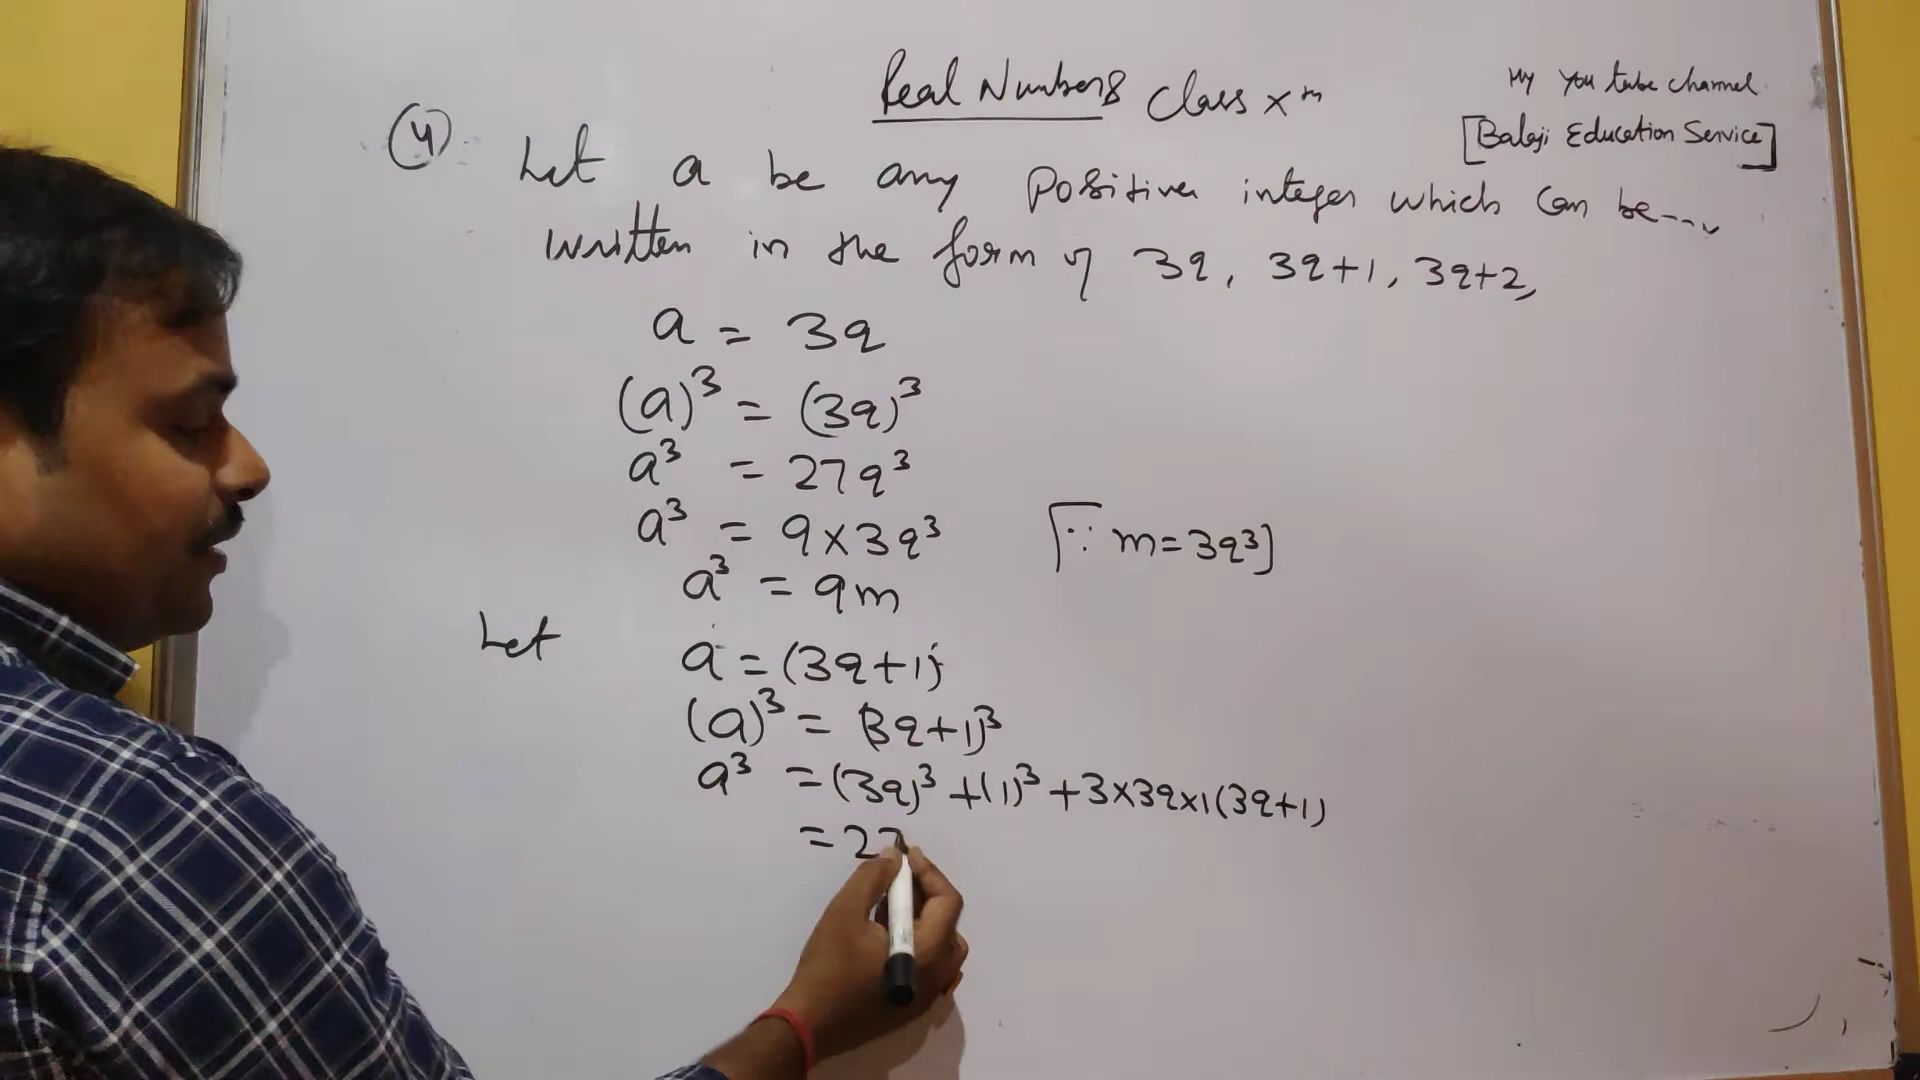 Real Numbers Class Xth
My You tube channel
[Balaji Education Service]
(4) Let a be any Positive integer which can be---
written in the form of 3q, 3q+1, 3q+2,
a = 3q
(a)³ = (3q)³
a³ = 27q³
a³ = 9×3q³ [∵ m=3q³]
a³ = 9m
Let a = (3q+1)
(a)³ = (3q+1)³
a³ = (3q)³ + (1)³ + 3×3q×1(3q+1)
= 27